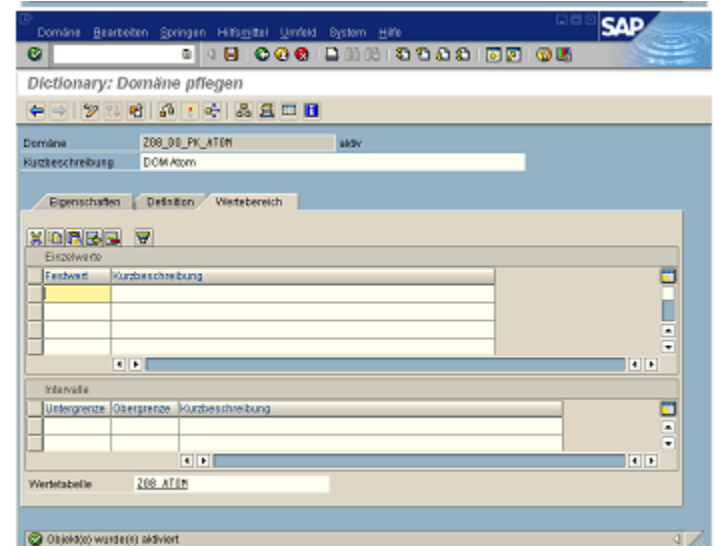 Domäne Bearbeiten Springen Hilfsmittel Umfeld System Hilfe
SAP
Dictionary: Domäne pflegen
Domäne Z08_DO_PK_ATOM aktiv
Kurzbeschreibung DOM Atom
Eigenschaften Definition Wertebereich
Einzelwerte
Festwert Kurzbeschreibung
Intervalle
Untergrenze Obergrenze Kurzbeschreibung
Wertetabelle Z08_ATOM
Objekt(e) wurde(n) aktiviert